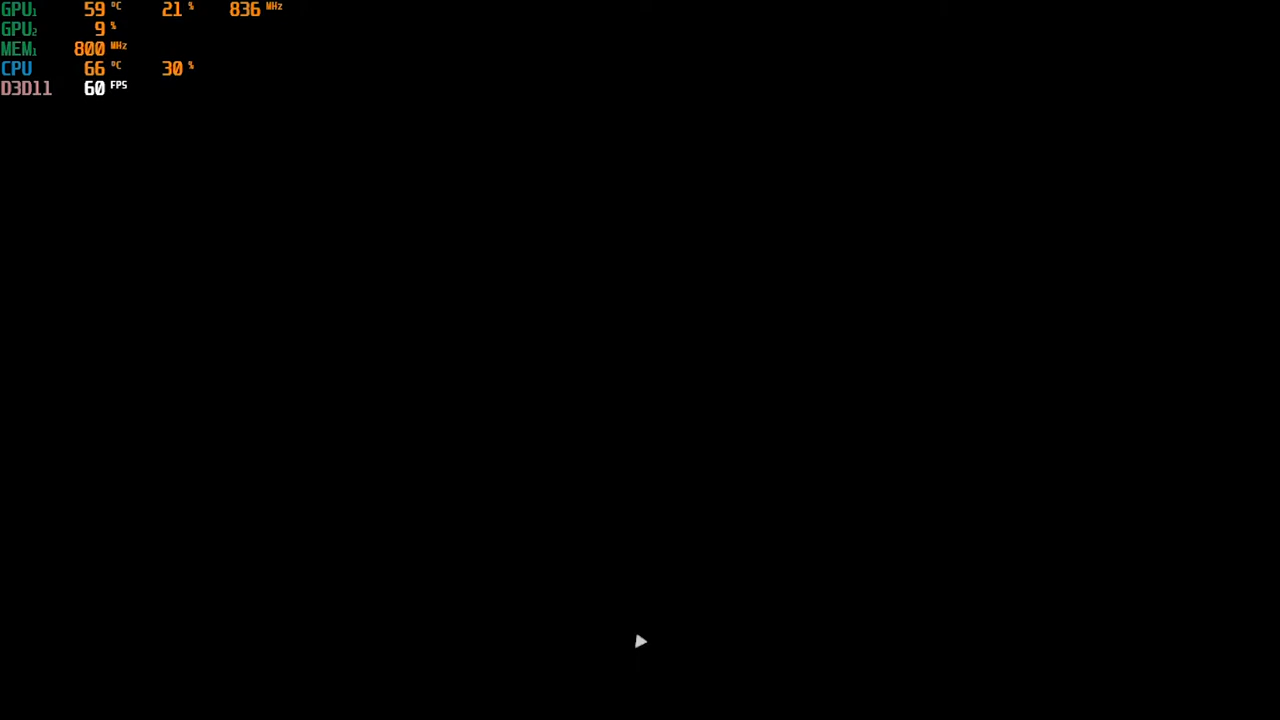 GPU1 59 °C 21 % 836 MHz
GPU2 9 %
MEM1 800 MHz
CPU 66 °C 30 %
D3D11 60 FPS